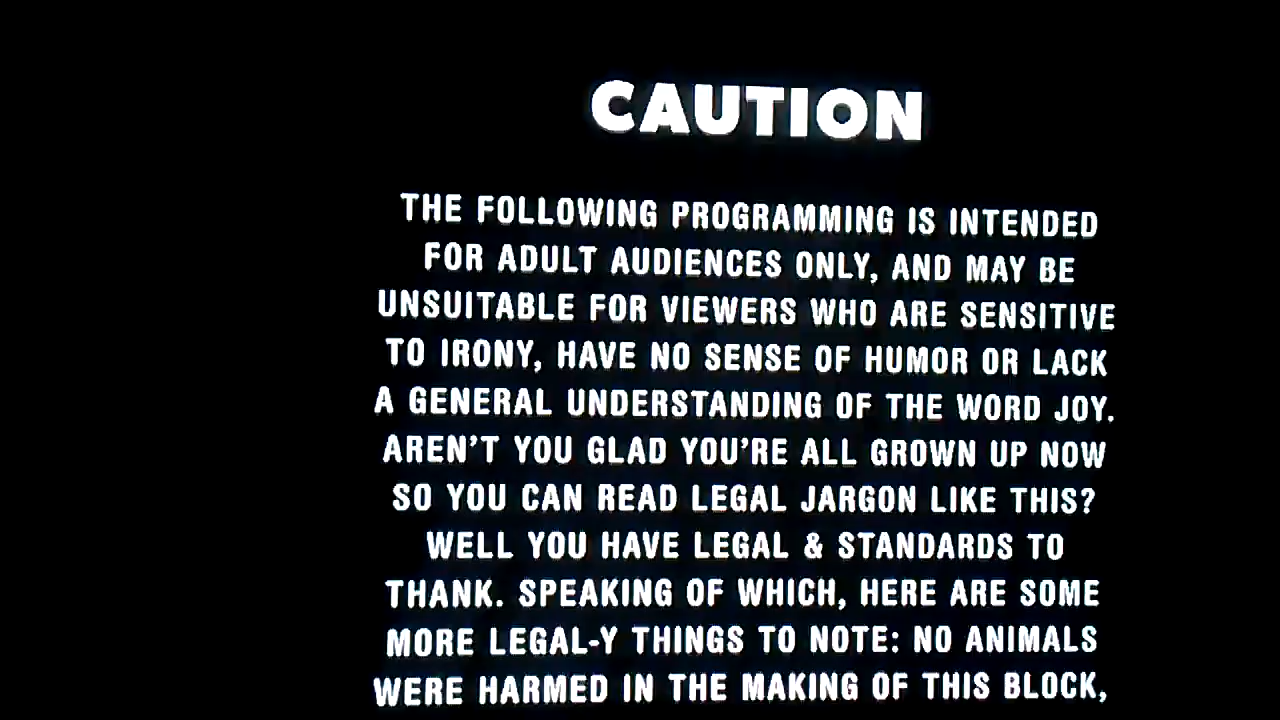 CAUTION
THE FOLLOWING PROGRAMMING IS INTENDED
FOR ADULT AUDIENCES ONLY, AND MAY BE
UNSUITABLE FOR VIEWERS WHO ARE SENSITIVE
TO IRONY, HAVE NO SENSE OF HUMOR OR LACK
A GENERAL UNDERSTANDING OF THE WORD JOY.
AREN'T YOU GLAD YOU'RE ALL GROWN UP NOW
SO YOU CAN READ LEGAL JARGON LIKE THIS?
WELL YOU HAVE LEGAL & STANDARDS TO
THANK. SPEAKING OF WHICH, HERE ARE SOME
MORE LEGAL-Y THINGS TO NOTE: NO ANIMALS
WERE HARMED IN THE MAKING OF THIS BLOCK,